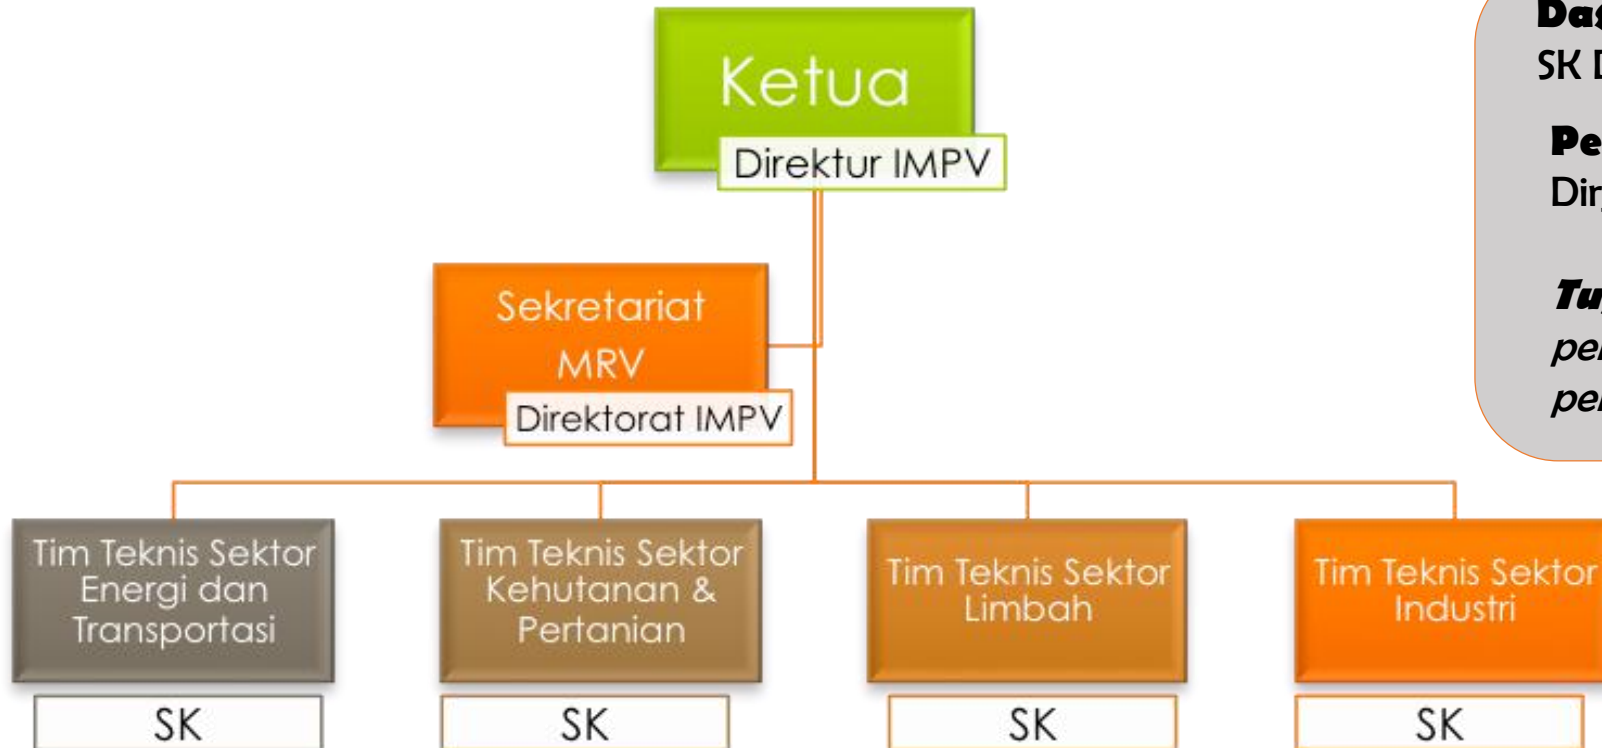 Ketua
Direktur IMPV
SK
Sekretariat
MRV
Direktorat IMPV
Tim Teknis Sektor
Energi dan
Transportasi
SK
Tim Teknis Sektor
Kehutanan &
Pertanian
SK
Tim Teknis Sektor
Limbah
SK
Tim Teknis Sektor
Industri
SK